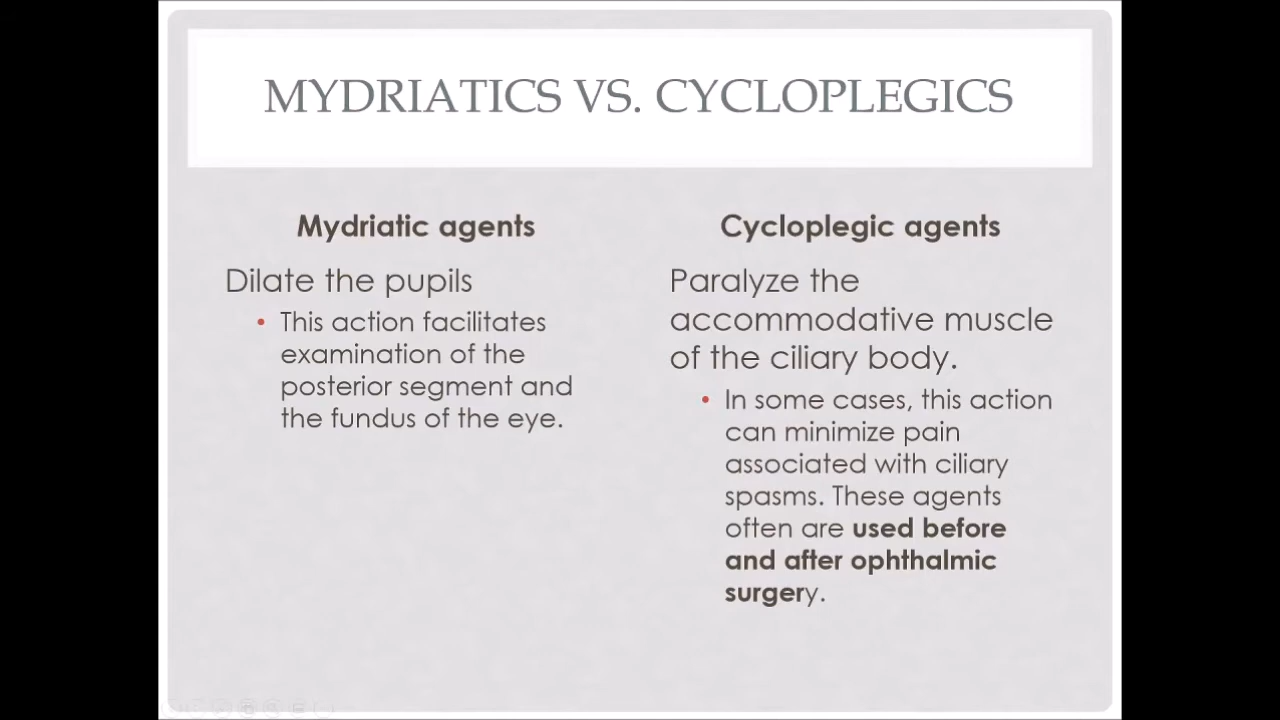 MYDRIATICS VS. CYCLOPLEGICS
Mydriatic agents
Dilate the pupils
• This action facilitates
examination of the
posterior segment and
the fundus of the eye.
Cycloplegic agents
Paralyze the
accommodative muscle
of the ciliary body.
• In some cases, this action
can minimize pain
associated with ciliary
spasms. These agents
often are used before
and after ophthalmic
surgery.